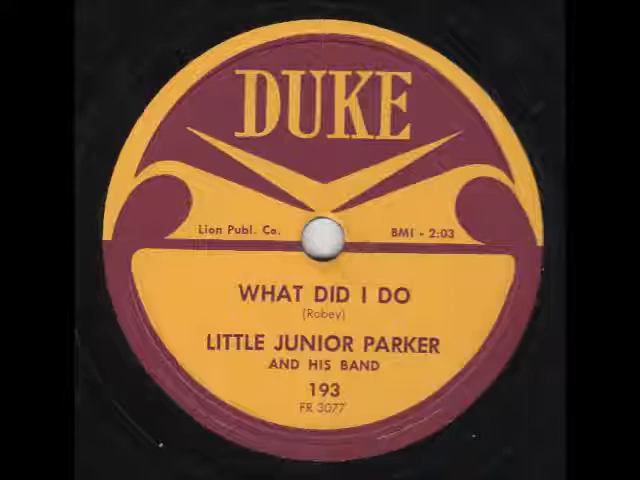 DUKE
Lion Publ. Co.
BMI - 2:03
WHAT DID I DO
(Robey)
LITTLE JUNIOR PARKER
AND HIS BAND
193
FR 3077